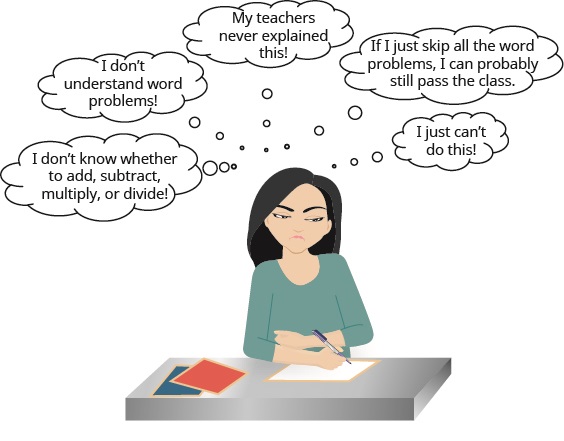 I don't know whether
to add, subtract,
multiply, or divide!
I don't
understand word
problems!
My teachers
never explained
this!
If I just skip all the word
problems, I can probably
still pass the class.
I just can't
do this!